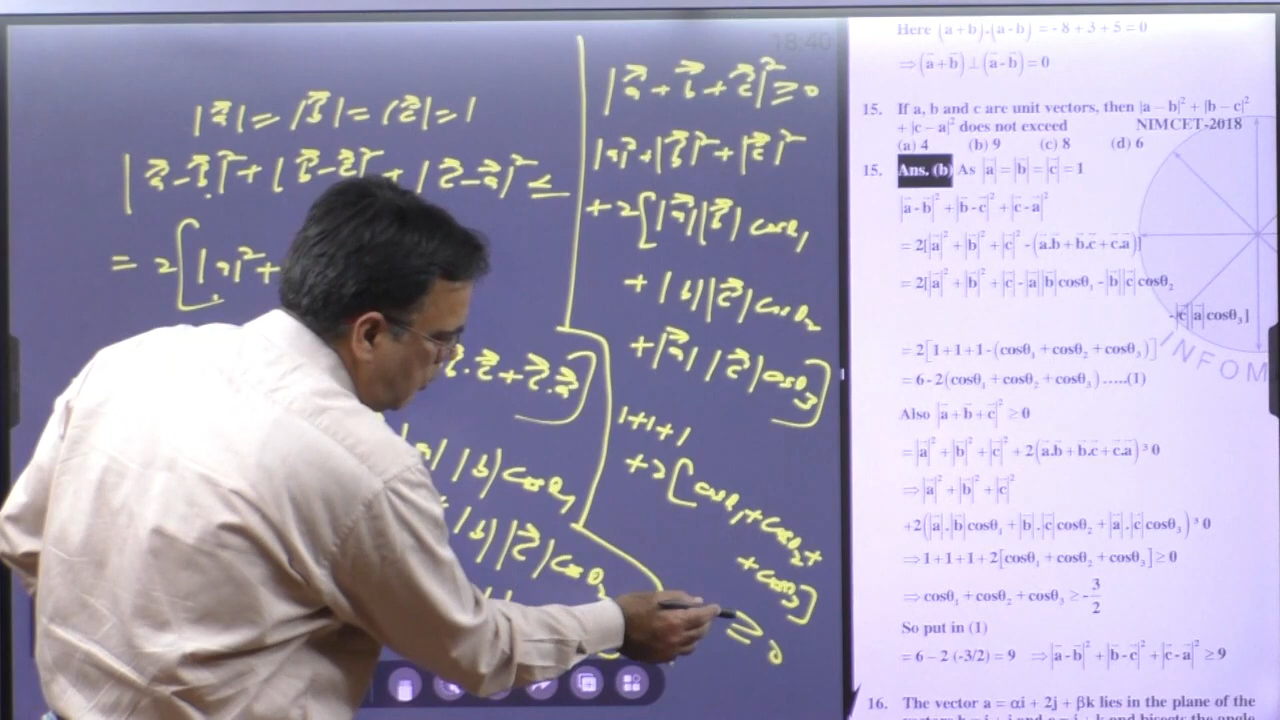 18:40
|a⃗| = |b⃗| = |c⃗| = 1
|a⃗-b⃗|² + |b⃗-c⃗|² + |c⃗-a⃗|² ≤
= 2[|a|² +
c⃗ + c⃗.a⃗]
|a| |b| cosθ₁
|b| |c⃗| cosθ₂
|a⃗ + b⃗ + c⃗|² ≥ 0
|a|² + |b⃗|² + |c⃗|²
+ 2[|a⃗||b⃗| cosθ₁
+ |b||c⃗| cosθ₂
+ |a⃗| |c⃗| cosθ₃]
1+1+1
+ 2[cosθ₁ + cosθ₂ +
+ cosθ₃]
≥ 0
Here (a+b).(a-b) = -8+3+5 = 0
⇒(a⃗+b⃗)⊥(a⃗-b⃗) = 0
15. If a, b and c are unit vectors, then |a – b|² + |b – c|²
+ |c – a|² does not exceed NIMCET-2018
(a) 4 (b) 9 (c) 8 (d) 6
15. Ans. (b) As |a⃗| = |b⃗| = |c⃗| = 1
|a⃗-b⃗|² + |b⃗-c⃗|² + |c⃗-a⃗|²
= 2[|a⃗|² + |b⃗|² + |c⃗|² - (a⃗.b⃗ + b⃗.c⃗ + c⃗.a⃗)]
= 2[|a⃗|² + |b⃗|² + |c⃗ - |a⃗||b⃗|cosθ₁ - |b⃗||c⃗|cosθ₂
- |c⃗||a⃗|cosθ₃]
= 2[1+1+1-(cosθ₁ + cosθ₂ + cosθ₃)]
= 6-2(cosθ₁ + cosθ₂ + cosθ₃).....(1)
Also |a⃗+b⃗+c⃗|² ≥ 0
= |a⃗|² + |b⃗|² + |c⃗|² + 2(a⃗.b⃗ + b⃗.c⃗ + c⃗.a⃗) ³ 0
⇒|a⃗|² + |b⃗|² + |c⃗|²
+2(|a⃗|.|b⃗|cosθ₁ + |b⃗|.|c⃗|cosθ₂ + |a⃗|.|c⃗|cosθ₃) ³ 0
⇒1+1+1+2[cosθ₁ + cosθ₂ + cosθ₃] ≥ 0
⇒ cosθ₁ + cosθ₂ + cosθ₃ ≥ -3/2
So put in (1)
= 6 – 2 (-3/2) = 9 ⇒|a⃗-b⃗|² + |b⃗-c⃗|² + |c⃗-a⃗|² ≥ 9
INFOM
16. The vector a = αi + 2j + βk lies in the plane of the